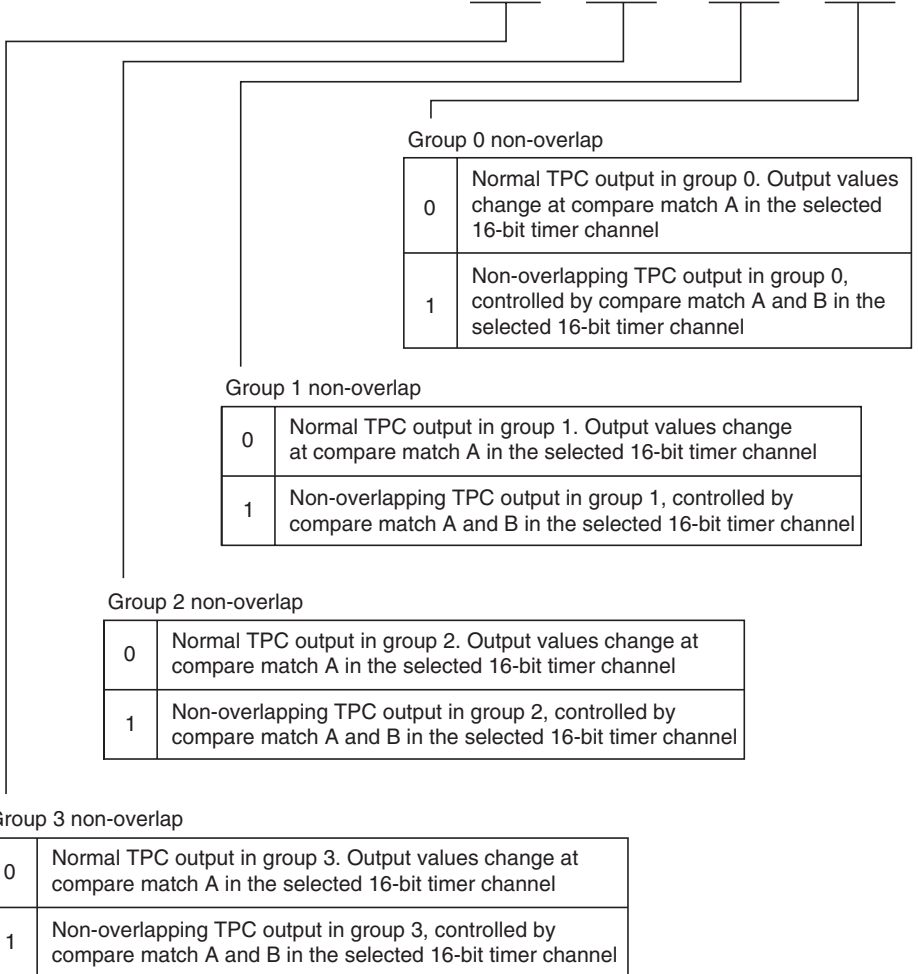 Group 0 non-overlap
0
Normal TPC output in group 0. Output values
change at compare match A in the selected
16-bit timer channel
1
Non-overlapping TPC output in group 0,
controlled by compare match A and B in the
selected 16-bit timer channel
Group 1 non-overlap
0
Normal TPC output in group 1. Output values change
at compare match A in the selected 16-bit timer channel
1
Non-overlapping TPC output in group 1, controlled by
compare match A and B in the selected 16-bit timer channel
Group 2 non-overlap
0
Normal TPC output in group 2. Output values change at
compare match A in the selected 16-bit timer channel
1
Non-overlapping TPC output in group 2, controlled by
compare match A and B in the selected 16-bit timer channel
Group 3 non-overlap
0
Normal TPC output in group 3. Output values change at
compare match A in the selected 16-bit timer channel
1
Non-overlapping TPC output in group 3, controlled by
compare match A and B in the selected 16-bit timer channel